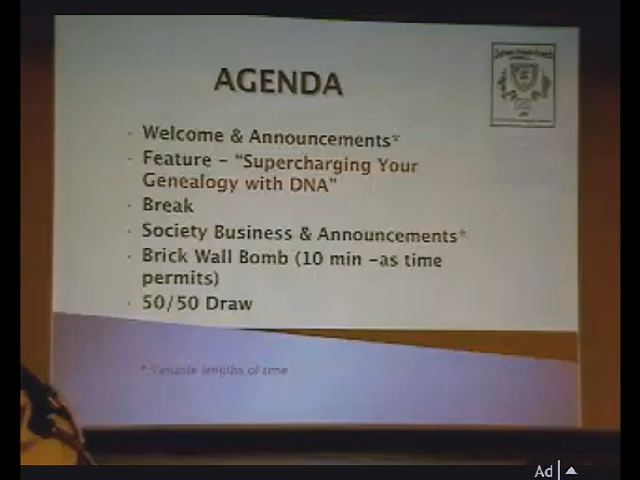 AGENDA
Welcome & Announcements*
Feature - "Supercharging Your
Genealogy with DNA"
Break
Society Business & Announcements*
Brick Wall Bomb (10 min -as time
permits)
50/50 Draw
* Variable lengths of time
Ad